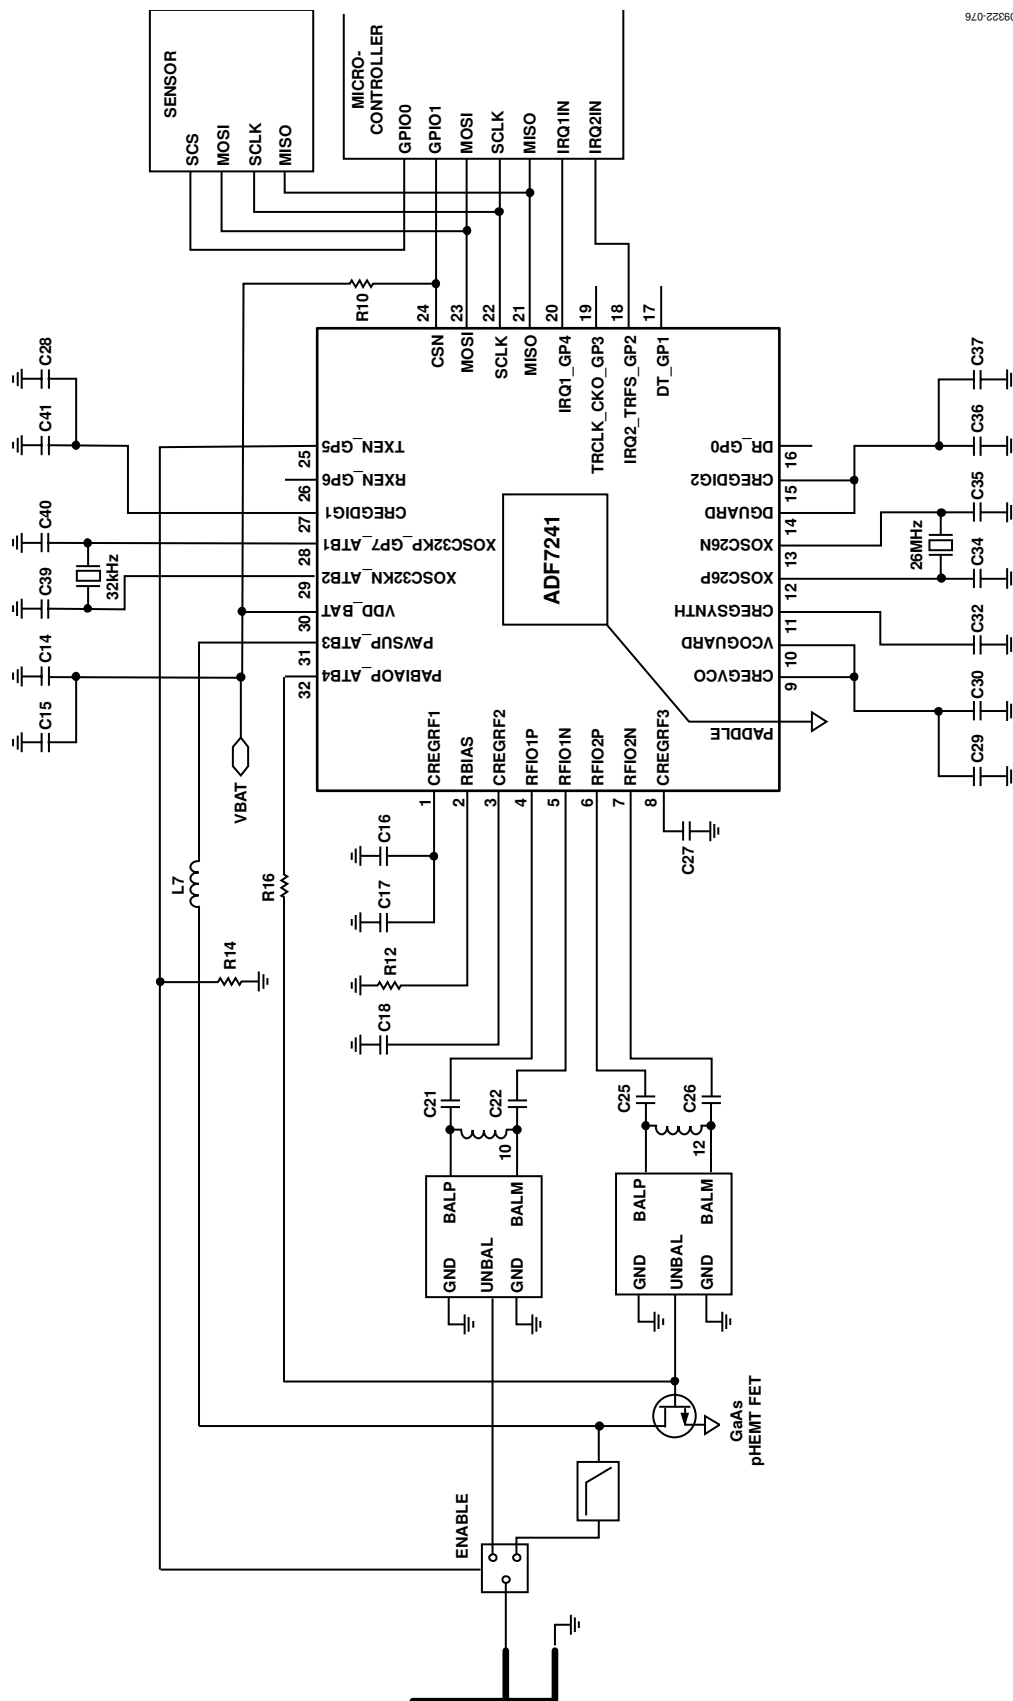 09322-076
SENSOR
SCS
MOSI
SCLK
MISO
MICRO-
CONTROLLER
GPIO0
GPIO1
MOSI
SCLK
MISO
IRQ1IN
IRQ2IN
R10
24
23
22
21
20
19
18
17
CSN
MOSI
SCLK
MISO
IRQ1_GP4
TRCLK_CKO_GP3
IRQ2_TRFS_GP2
DT_GP1
C28
C41
C40
32kHz
C39
C14
C15
VBAT
25
26
27
28
29
30
31
32
TXEN_GP5
RXEN_GP6
CREGDIG1
XOSC32KP_GP7_ATB1
XOSC32KN_ATB2
VDD_BAT
PAVSUP_ATB3
PABIAOP_ATB4
ADF7241
DR_GP0
CREGDIG2
DGUARD
XOSC26N
XOSC26P
CREGSYNTH
VCOGUARD
CREGVCO
PADDLE
16
15
14
13
12
11
10
9
C37
C36
C35
26MHz
C34
C32
C30
C29
CREGRF1
RBIAS
CREGRF2
RFIO1P
RFIO1N
RFIO2P
RFIO2N
CREGRF3
1
2
3
4
5
6
7
8
L7
R16
R14
C16
C17
R12
C18
C27
C21
C22
10
C25
C26
12
BALP
BALM
GND
UNBAL
GND
BALP
BALM
GND
UNBAL
GND
GaAs
pHEMT FET
ENABLE